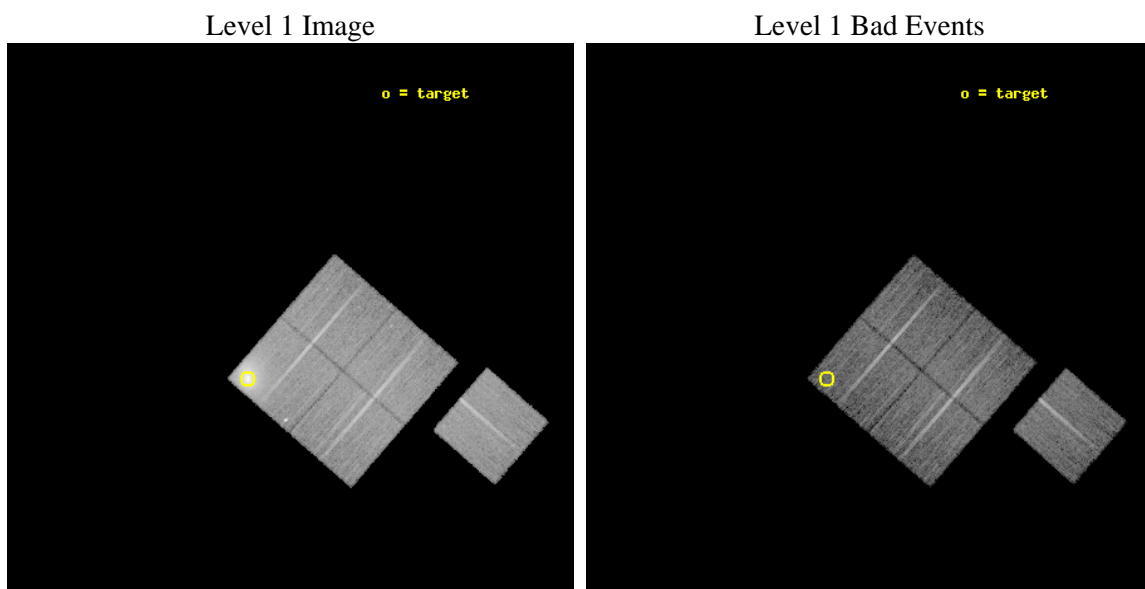 Level 1 Image
Level 1 Bad Events
o = target
o = target